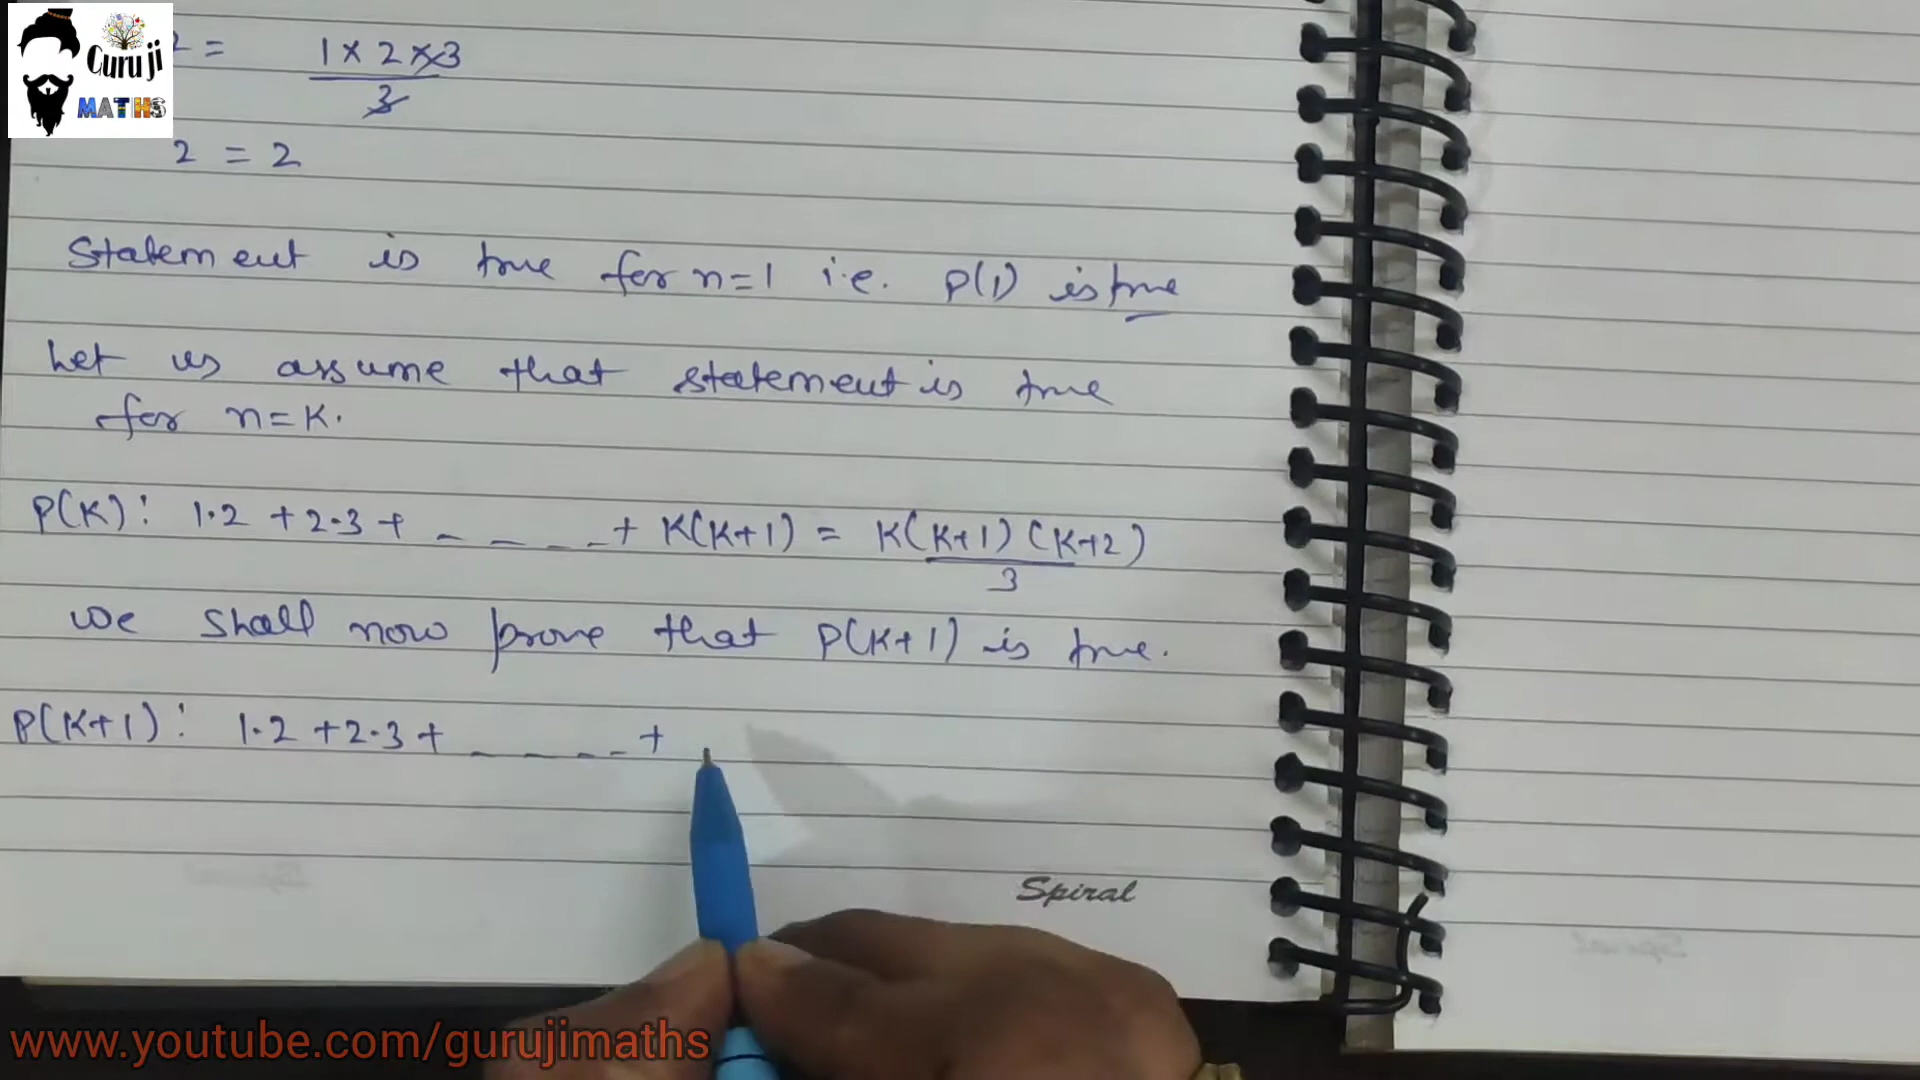 Guru ji
MATHS
2 = 1 × 2 × 3
3
2 = 2
Statement is true for n=1 i.e. P(1) is true
Let us assume that statement is true
for n=K.
P(K): 1·2 + 2·3 + _ _ _ _ + K(K+1) = K(K+1)(K+2)
3
We shall now prove that P(K+1) is true.
P(K+1): 1·2 + 2·3 + _ _ _ _ +
Spiral
www.youtube.com/gurujimaths